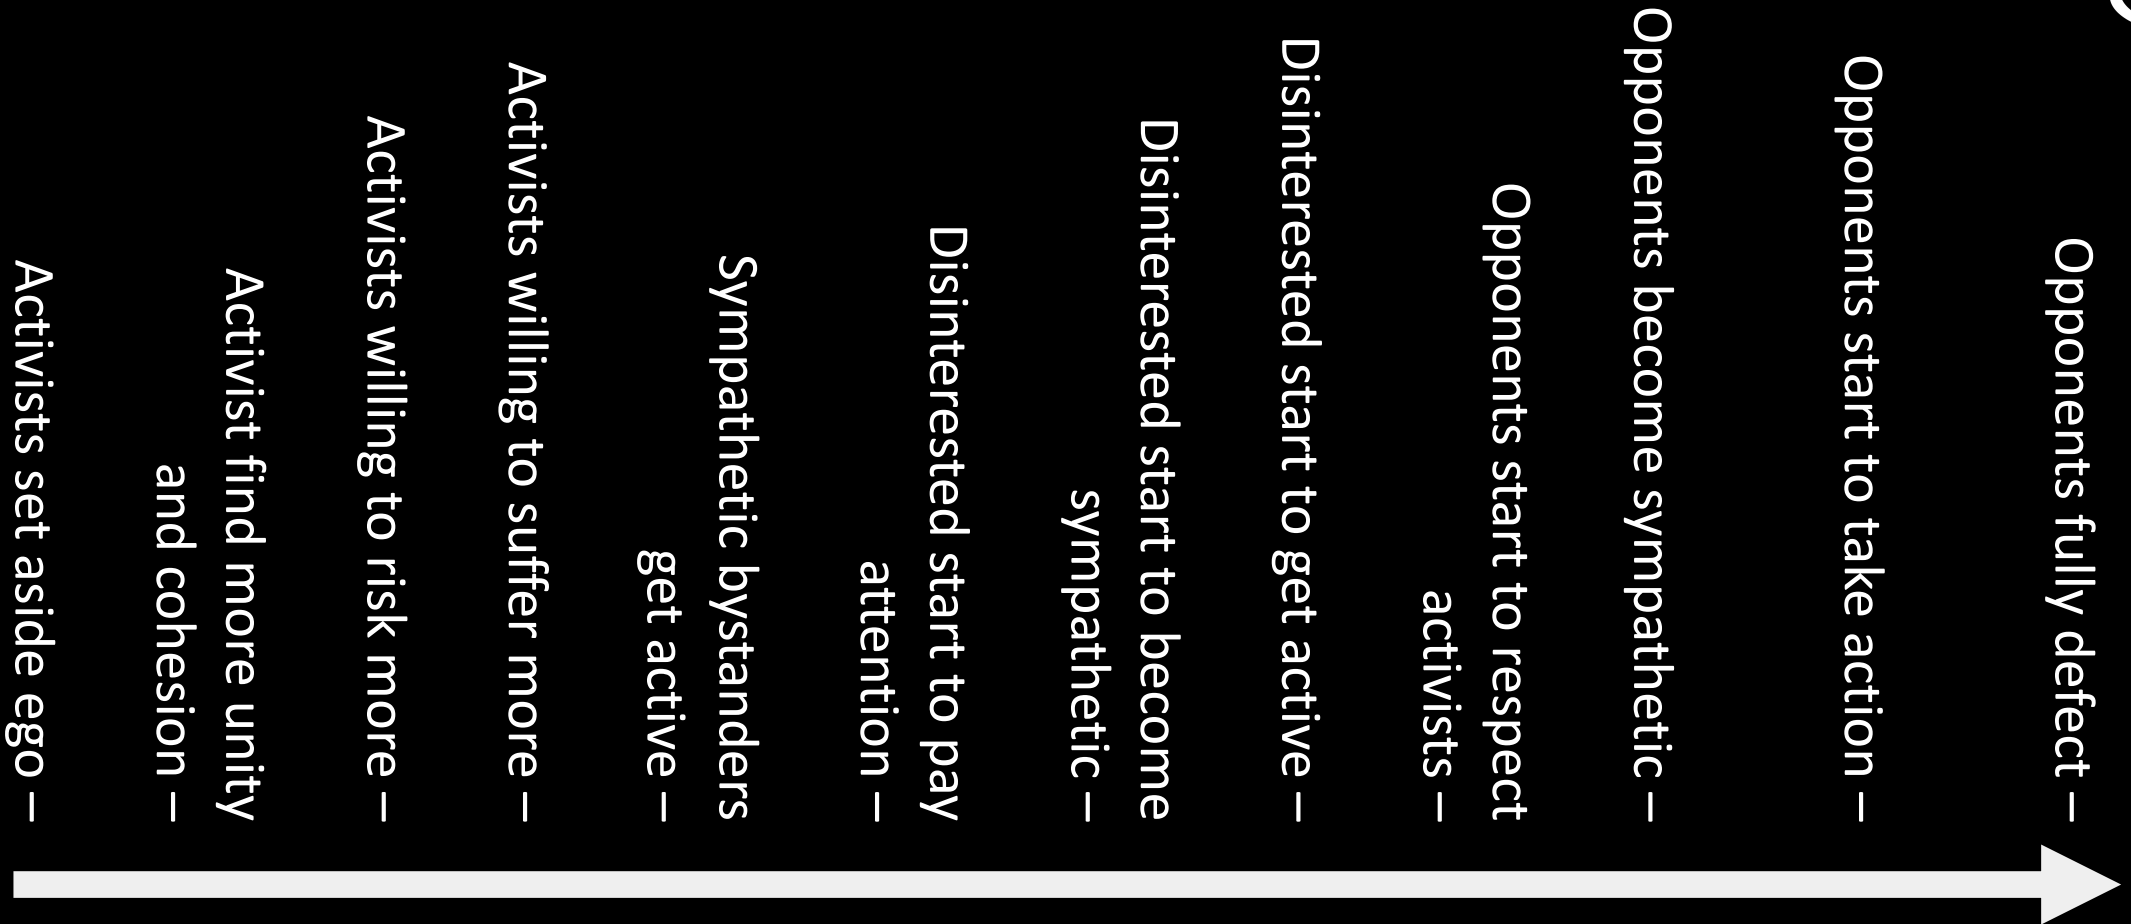 Opponents fully defect –
Opponents start to take action –
Opponents become sympathetic –
Opponents start to respect
activists –
Disinterested start to get active –
Disinterested start to become
sympathetic –
Disinterested start to pay
attention –
Sympathetic bystanders
get active –
Activists willing to suffer more –
Activists willing to risk more –
Activist find more unity
and cohesion –
Activists set aside ego –